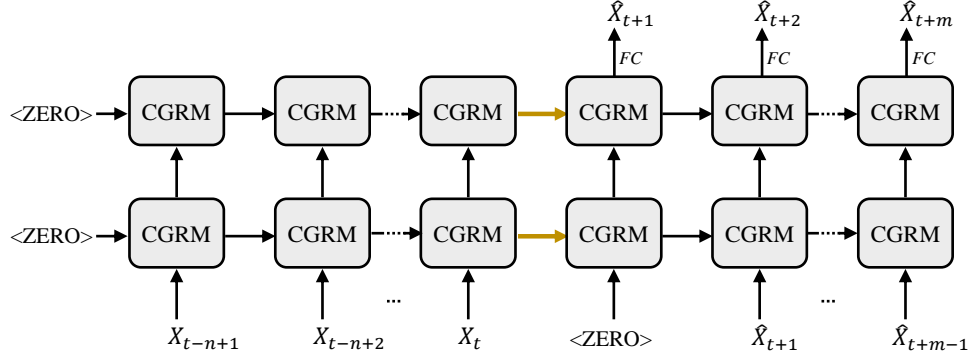 X̂_{t+1} X̂_{t+2} X̂_{t+m}
FC FC FC
<ZERO> CGRM CGRM ... CGRM CGRM CGRM ... CGRM
<ZERO> CGRM CGRM ... CGRM CGRM CGRM ... CGRM
... ...
X_{t−n+1} X_{t−n+2} X_t <ZERO> X̂_{t+1} X̂_{t+m−1}